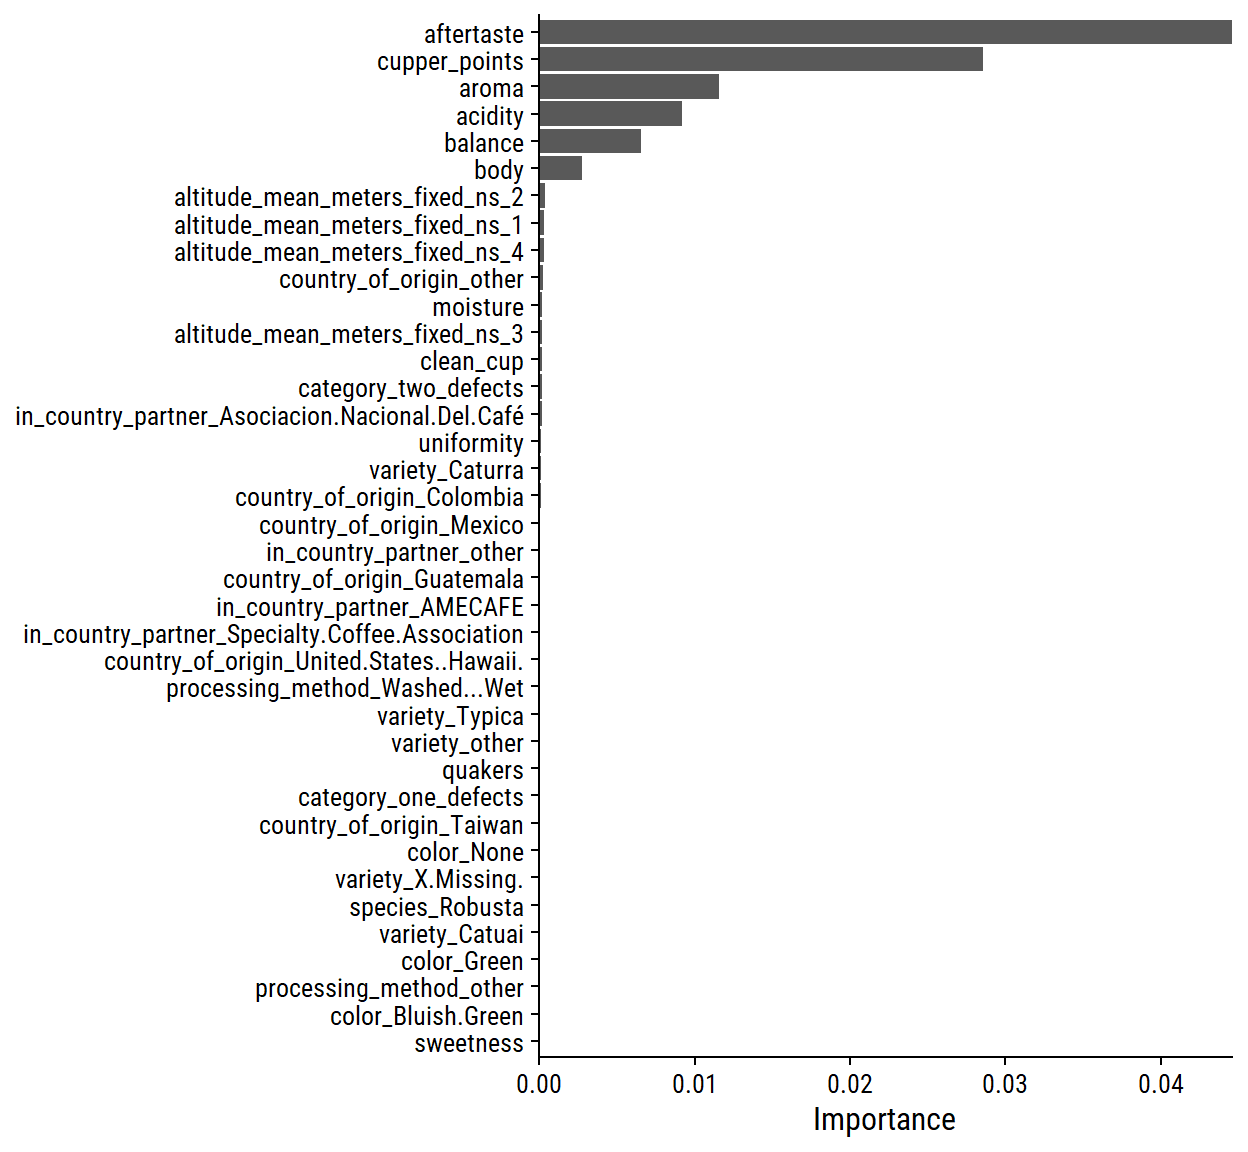 aftertaste
cupper_points
aroma
acidity
balance
body
altitude_mean_meters_fixed_ns_2
altitude_mean_meters_fixed_ns_1
altitude_mean_meters_fixed_ns_4
country_of_origin_other
moisture
altitude_mean_meters_fixed_ns_3
clean_cup
category_two_defects
in_country_partner_Asociacion.Nacional.Del.Café
uniformity
variety_Caturra
country_of_origin_Colombia
country_of_origin_Mexico
in_country_partner_other
country_of_origin_Guatemala
in_country_partner_AMECAFE
in_country_partner_Specialty.Coffee.Association
country_of_origin_United.States..Hawaii.
processing_method_Washed...Wet
variety_Typica
variety_other
quakers
category_one_defects
country_of_origin_Taiwan
color_None
variety_X.Missing.
species_Robusta
variety_Catuai
color_Green
processing_method_other
color_Bluish.Green
sweetness
0.00 0.01 0.02 0.03 0.04
Importance